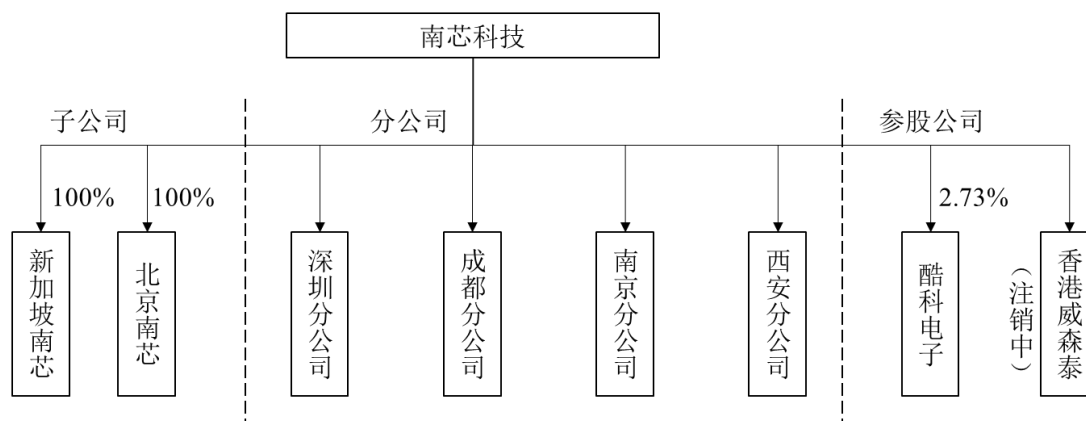 南芯科技
子公司
分公司
参股公司
100%
100%
2.73%
新加坡南芯
北京南芯
深圳分公司
成都分公司
南京分公司
西安分公司
酷科电子
香港威森泰
（注销中）